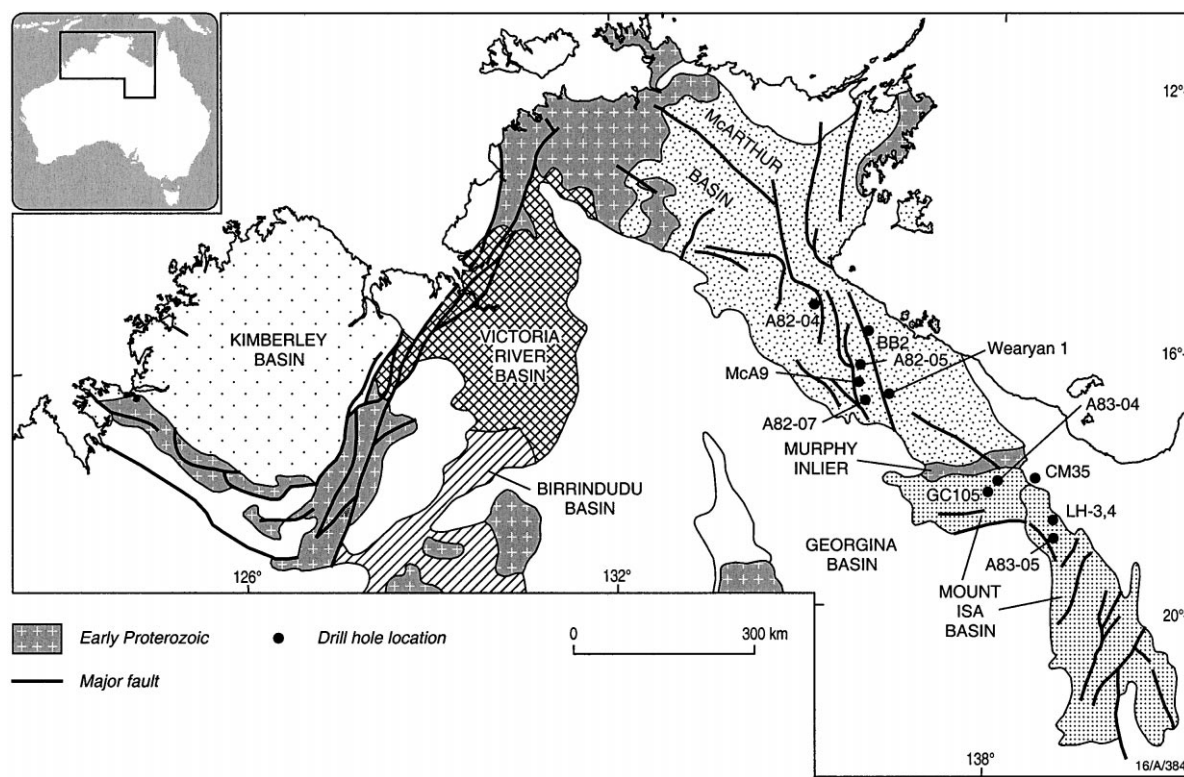 12°
McARTHUR
BASIN
KIMBERLEY
BASIN
VICTORIA
RIVER
BASIN
A82-04
BB2
A82-05
Wearyan 1
16°
McA9
A83-04
A82-07
MURPHY
INLIER
CM35
GC105
BIRRINDUDU
BASIN
LH-3,4
GEORGINA
BASIN
A83-05
126°
132°
MOUNT
ISA
BASIN
20°
Early Proterozoic
Drill hole location
0
300 km
Major fault
138°
16/A/384